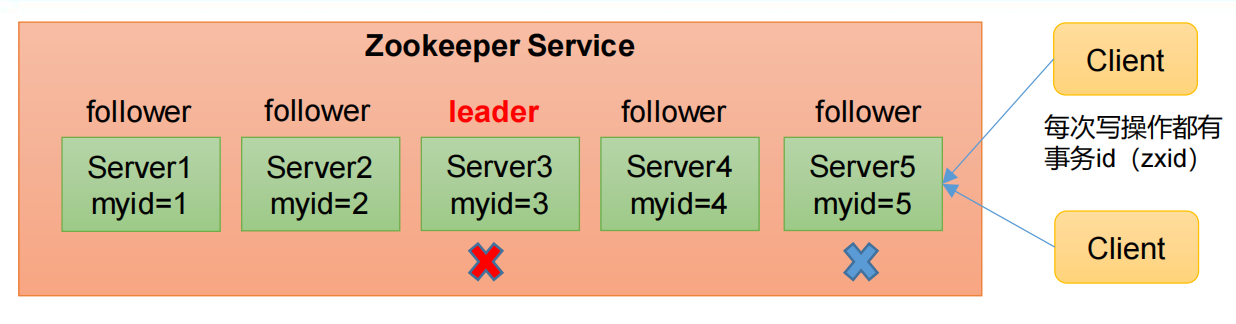 Zookeeper Service
follower
follower
leader
follower
follower
Server1
myid=1
Server2
myid=2
Server3
myid=3
Server4
myid=4
Server5
myid=5
Client
每次写操作都有
事务id（zxid）
Client